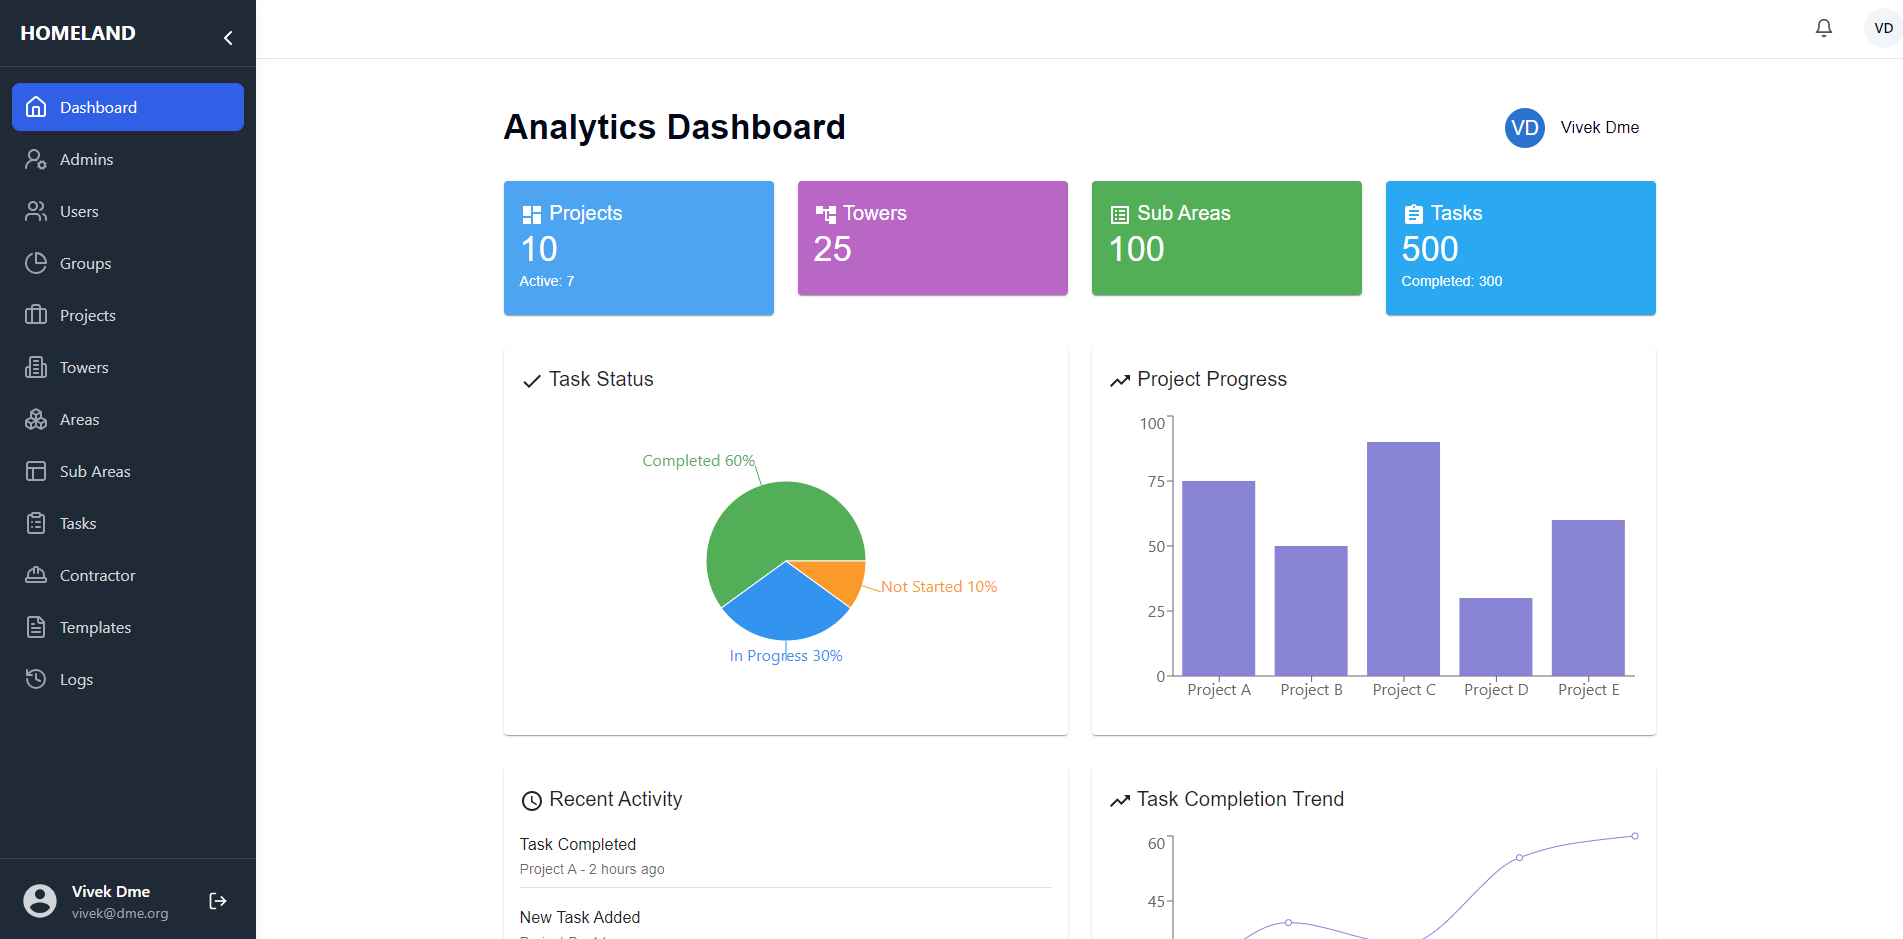 HOMELAND
Dashboard
Admins
Users
Groups
Projects
Towers
Areas
Sub Areas
Tasks
Contractor
Templates
Logs
Vivek Dme
vivek@dme.org
VD
Analytics Dashboard
VD Vivek Dme
Projects
10
Active: 7
Towers
25
Sub Areas
100
Tasks
500
Completed: 300
Task Status
Completed 60%
Not Started 10%
In Progress 30%
Project Progress
100
75
50
25
0
Project A Project B Project C Project D Project E
Recent Activity
Task Completed
Project A - 2 hours ago
New Task Added
Task Completion Trend
60
45